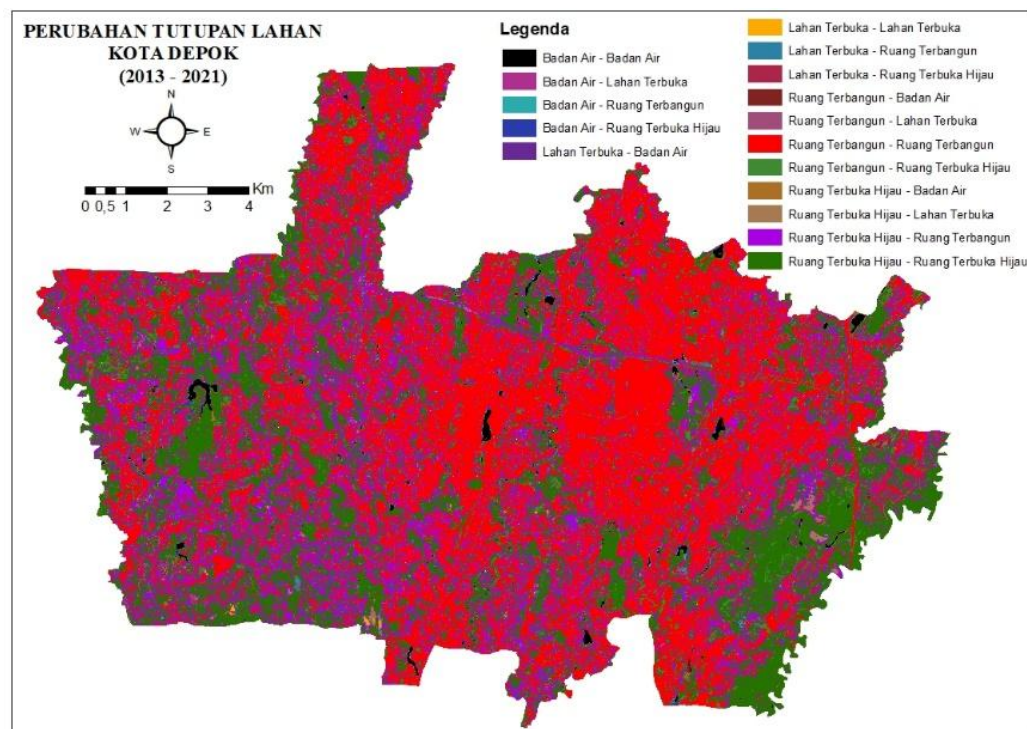 PERUBAHAN TUTUPAN LAHAN
KOTA DEPOK
(2013 - 2021)
N
W E
S
0 0,5 1 2 3 4 Km
Legenda
Badan Air - Badan Air
Badan Air - Lahan Terbuka
Badan Air - Ruang Terbangun
Badan Air - Ruang Terbuka Hijau
Lahan Terbuka - Badan Air
Lahan Terbuka - Lahan Terbuka
Lahan Terbuka - Ruang Terbangun
Lahan Terbuka - Ruang Terbuka Hijau
Ruang Terbangun - Badan Air
Ruang Terbangun - Lahan Terbuka
Ruang Terbangun - Ruang Terbangun
Ruang Terbangun - Ruang Terbuka Hijau
Ruang Terbuka Hijau - Badan Air
Ruang Terbuka Hijau - Lahan Terbuka
Ruang Terbuka Hijau - Ruang Terbangun
Ruang Terbuka Hijau - Ruang Terbuka Hijau